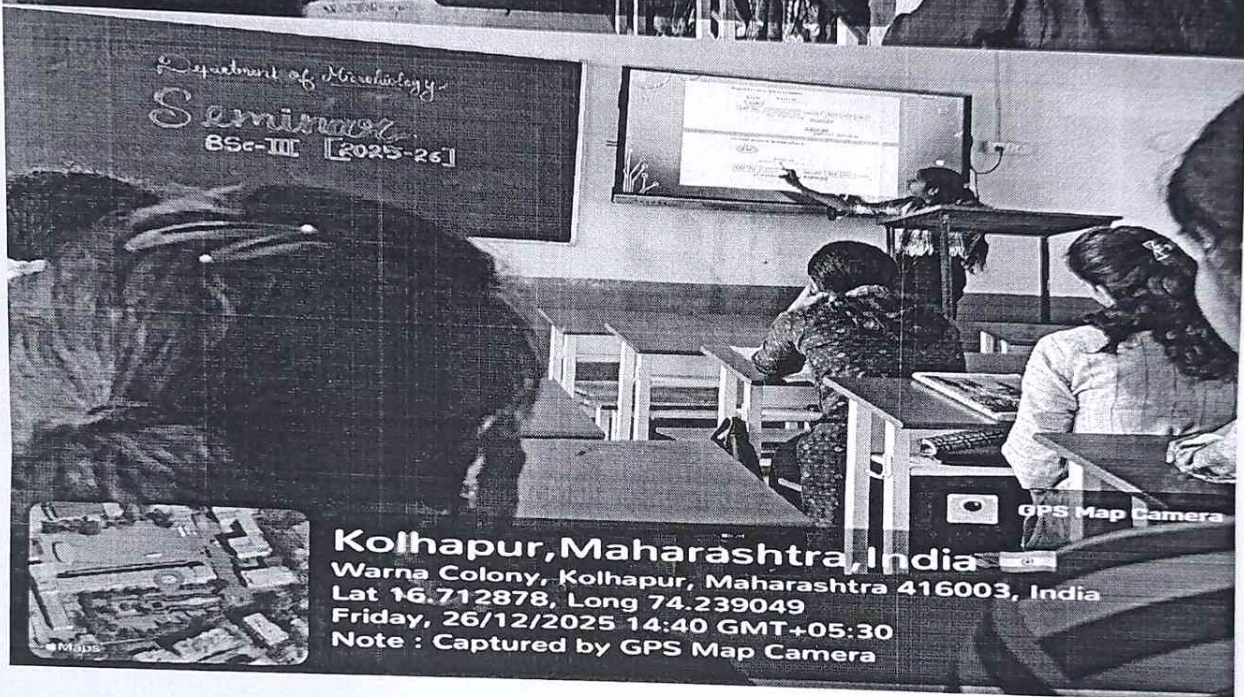 Department of Microbiology
Seminar
BSc-III [2025-26]
GPS Map Camera
Kolhapur,Maharashtra,India
Warna Colony, Kolhapur, Maharashtra 416003, India
Lat 16.712878, Long 74.239049
Friday, 26/12/2025 14:40 GMT+05:30
Note : Captured by GPS Map Camera
Maps